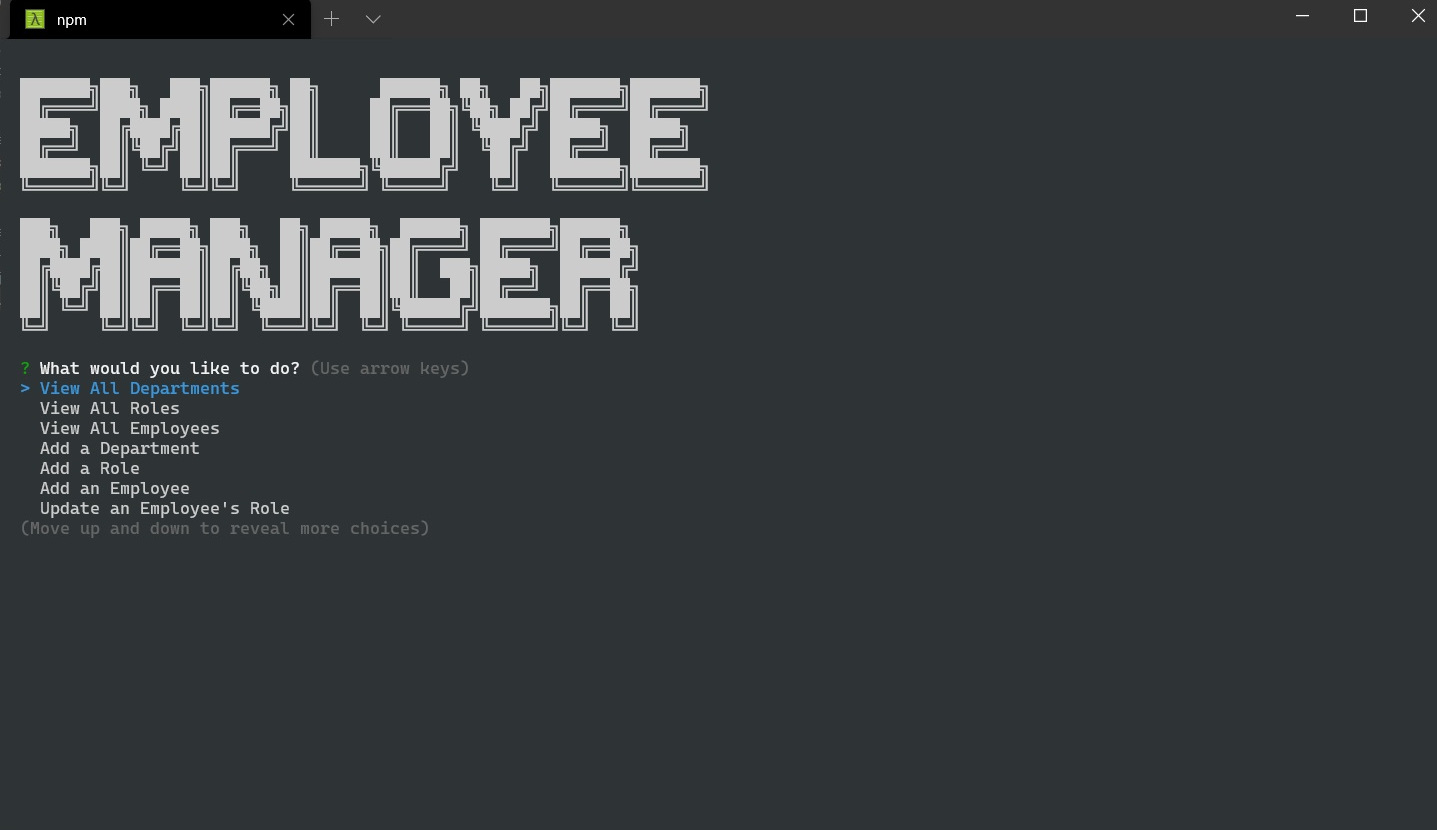 npm
EMPLOYEE
MANAGER
? What would you like to do? (Use arrow keys)
> View All Departments
View All Roles
View All Employees
Add a Department
Add a Role
Add an Employee
Update an Employee's Role
(Move up and down to reveal more choices)